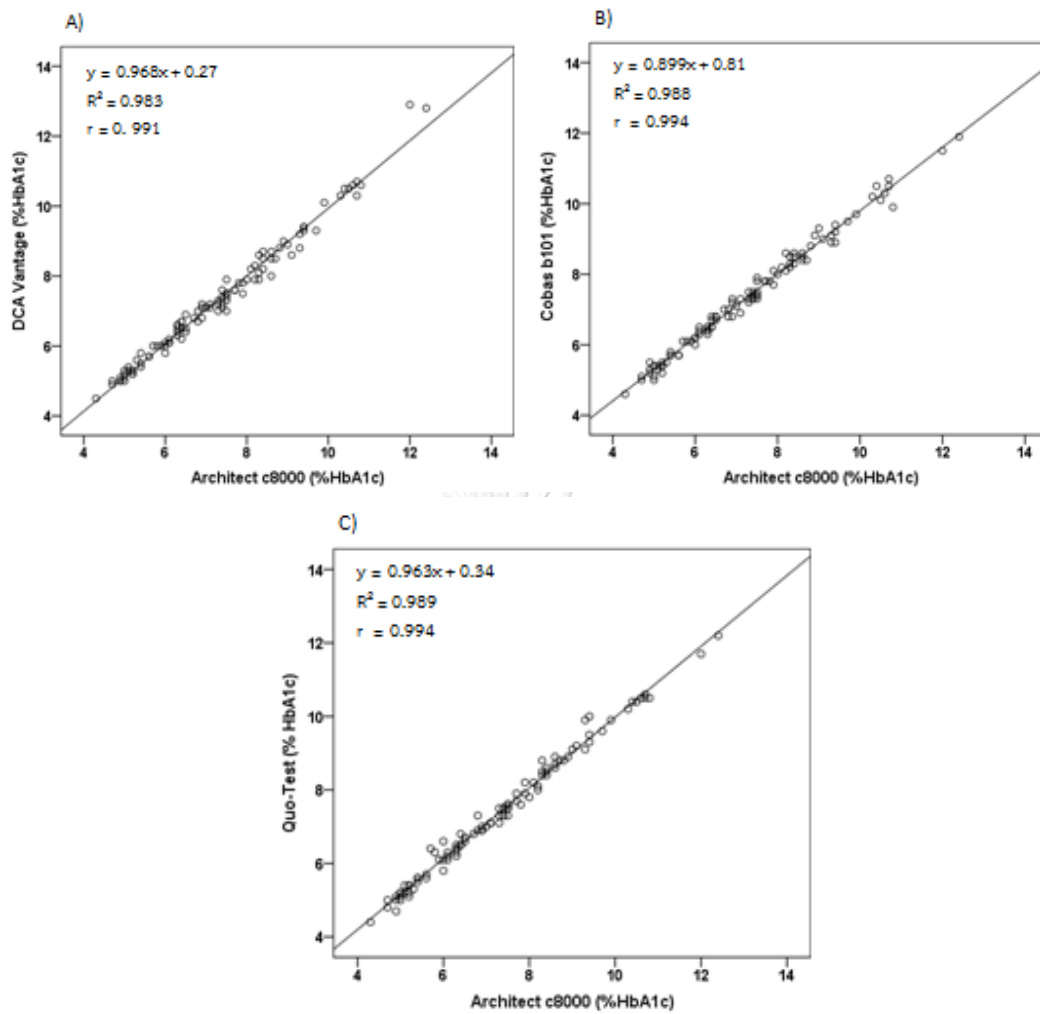 A)
y = 0.968x + 0.27
R² = 0.983
r = 0. 991
14
12
10
8
6
4
DCA Vantage (%HbA1c)
4 6 8 10 12 14
Architect c8000 (%HbA1c)
B)
y = 0.899x + 0.81
R² = 0.988
r = 0.994
14
12
10
8
6
4
Cobas b101 (%HbA1c)
4 6 8 10 12 14
Architect c8000 (%HbA1c)
C)
y = 0.963x + 0.34
R² = 0.989
r = 0.994
14
12
10
8
6
4
Quo-Test (% HbA1c)
4 6 8 10 12 14
Architect c8000 (%HbA1c)